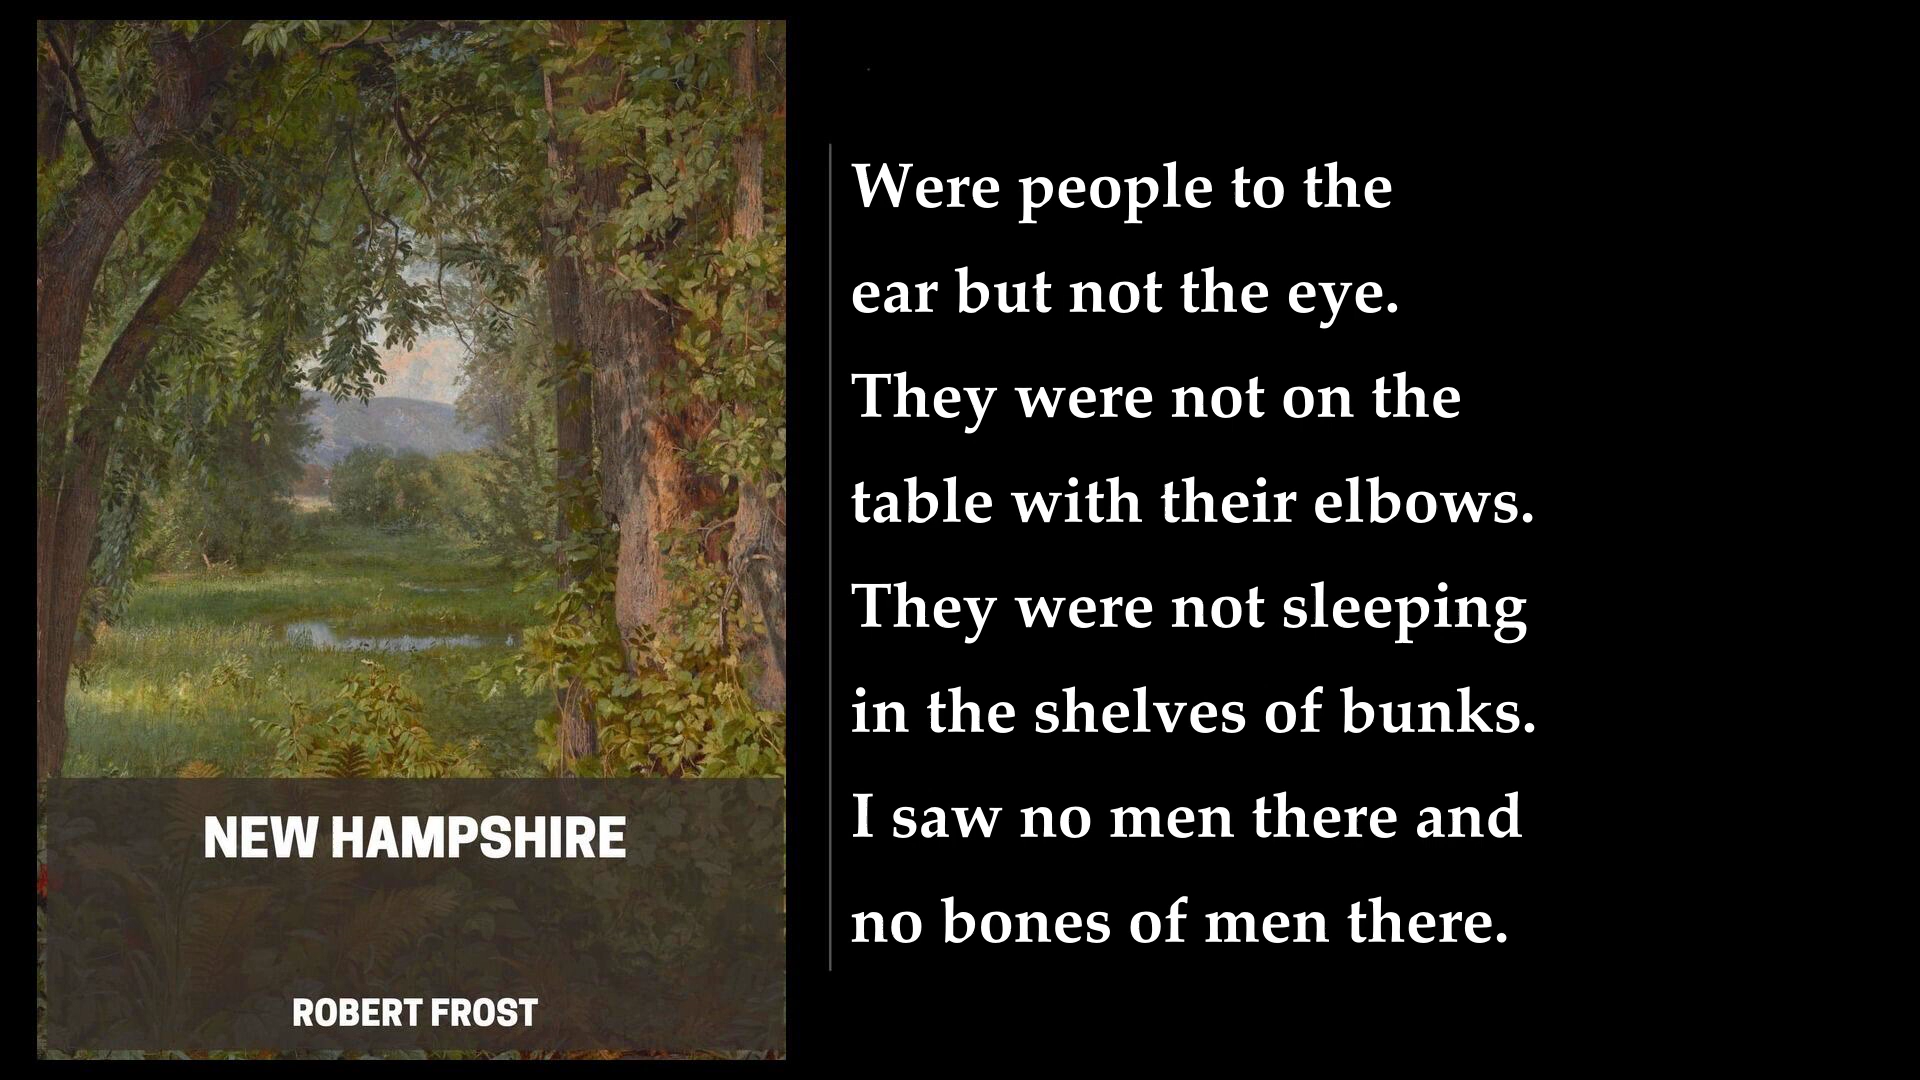 NEW HAMPSHIRE
ROBERT FROST
Were people to the
ear but not the eye.
They were not on the
table with their elbows.
They were not sleeping
in the shelves of bunks.
I saw no men there and
no bones of men there.